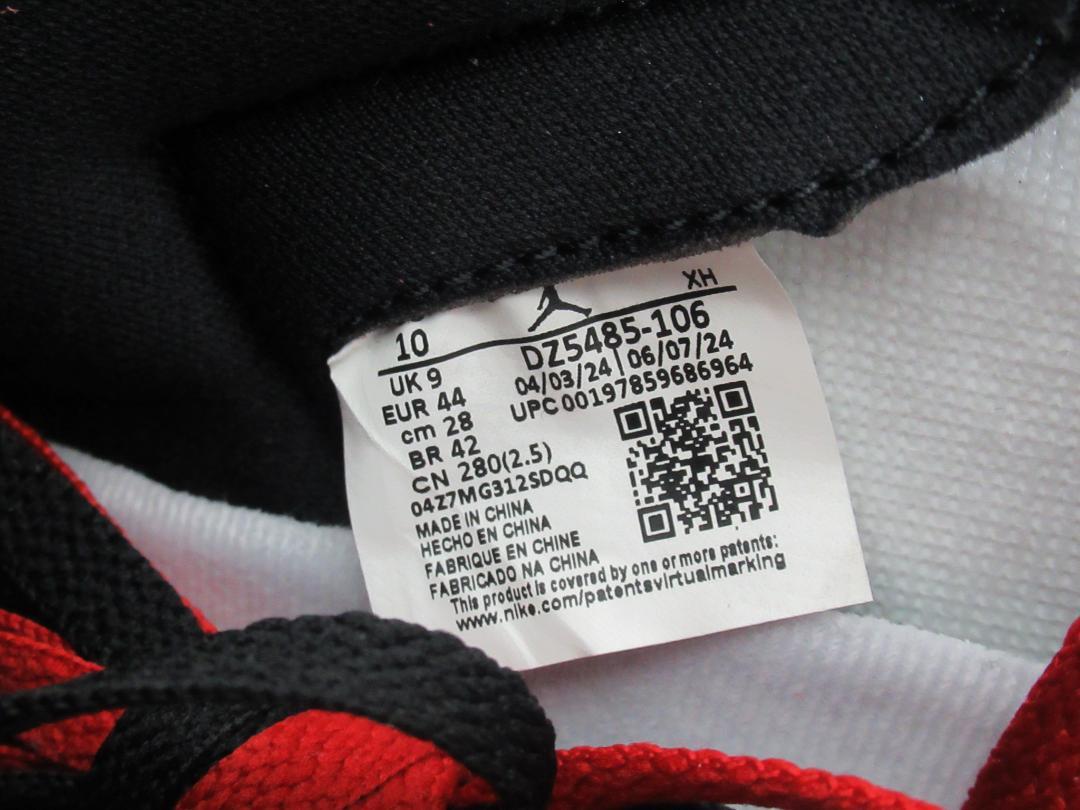 10
XH
UK 9
EUR 44
cm 28
BR 42
CN 280(2.5)
04Z7MG312SDQQ
DZ5485-106
04/03/24 | 06/07/24
UPC 00197859686964
MADE IN CHINA
HECHO EN CHINA
FABRIQUE EN CHINE
FABRICADO NA CHINA
This product is covered by one or more patents:
www.nike.com/patentsvirtualmarking